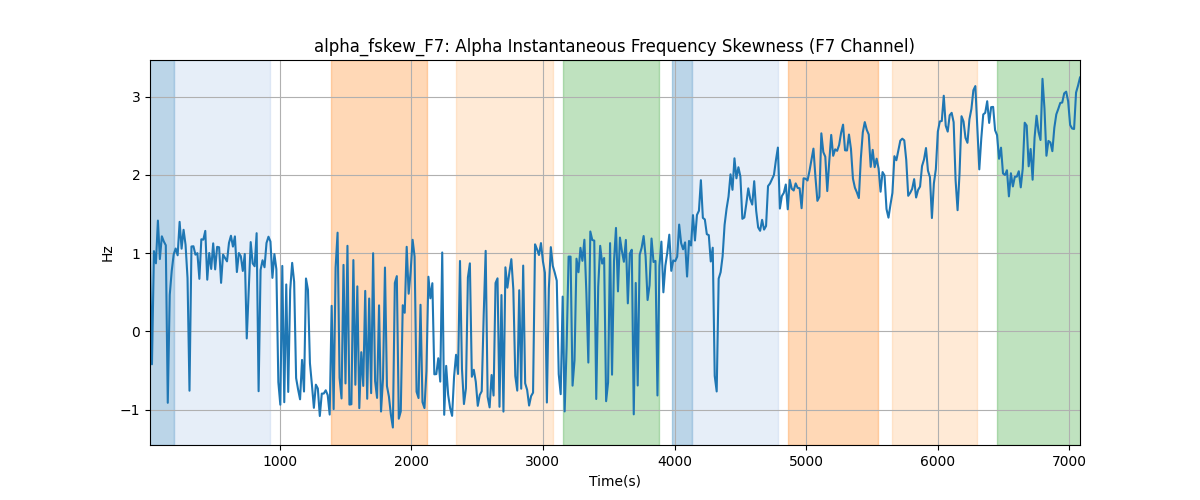 alpha_fskew_F7: Alpha Instantaneous Frequency Skewness (F7 Channel)
Hz
3
2
1
0
−1
1000 2000 3000 4000 5000 6000 7000
Time(s)